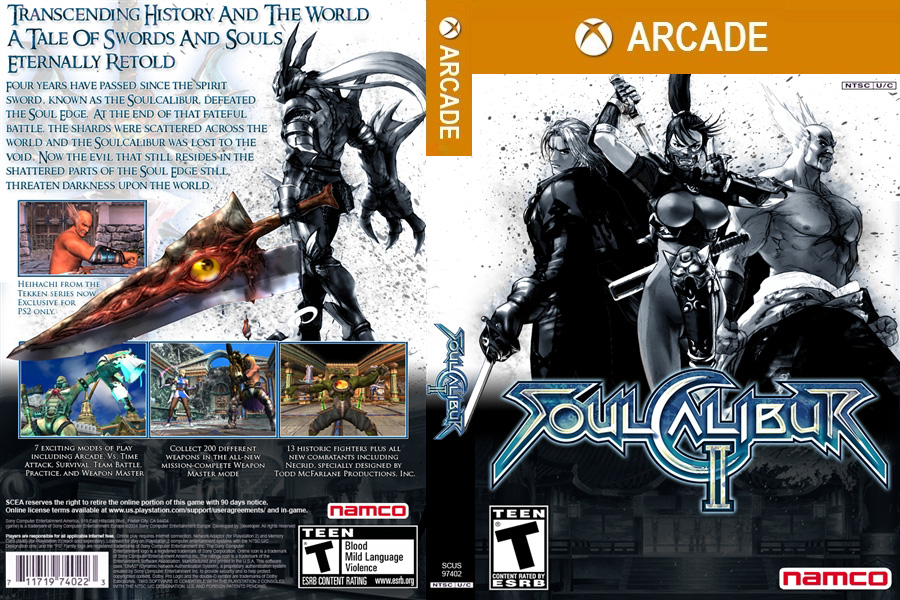 Transcending History And The World
A Tale Of Swords And Souls
Eternally Retold
Four years have passed since the spirit
sword, known as the Soulcalibur, defeated
the Soul Edge. At the end of that fateful
battle, the shards were scattered across the
world and the Soulcalibur was lost to the
void. Now the evil that still resides in the
shattered parts of the Soul Edge still,
threaten darkness upon the world.
Heihachi from the
Tekken series now
Exclusive for
PS2 only.
7 exciting modes of play
including Arcade, Vs. Time
Attack, Survival, Team Battle,
Practice, and Weapon Master
Collect 200 different
weapons in the all-new
mission-complete Weapon
Master mode
13 historic fighters plus all
new combatants including
Necrid, specially designed by
Todd McFarlane Productions, Inc.
SCEA reserves the right to retire the online portion of this game with 90 days notice.
Online license terms available at www.us.playstation.com/support/useragreements/ and in-game.
namco
TEEN
T
Blood
Mild Language
Violence
ESRB CONTENT RATING www.esrb.org
7 11719 74022 3
ARCADE
SOULCALIBUR
II
SCUS
97402
NTSC U/C
ARCADE
NTSC U/C
SOULCALIBUR
II
TEEN
T
CONTENT RATED BY
ESRB
namco